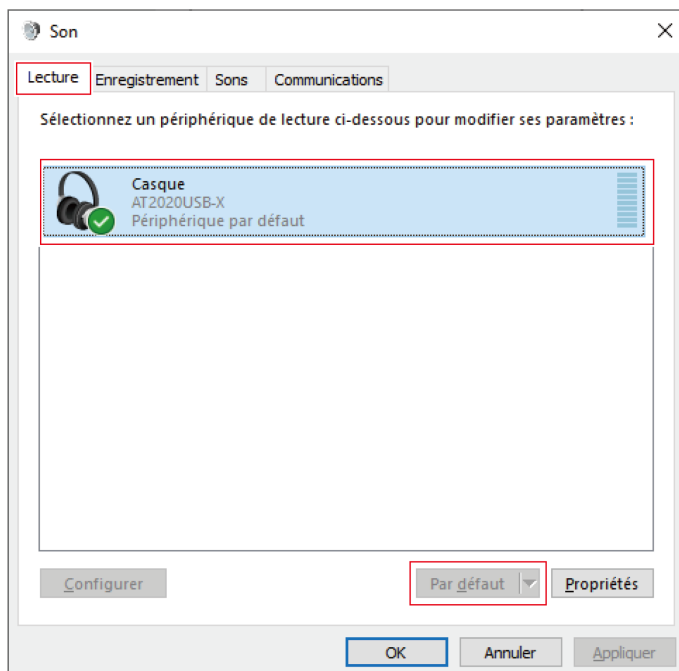 Son
Lecture Enregistrement Sons Communications
Sélectionnez un périphérique de lecture ci-dessous pour modifier ses paramètres :
Casque
AT2020USB-X
Périphérique par défaut
Configurer Par défaut Propriétés
OK Annuler Appliquer